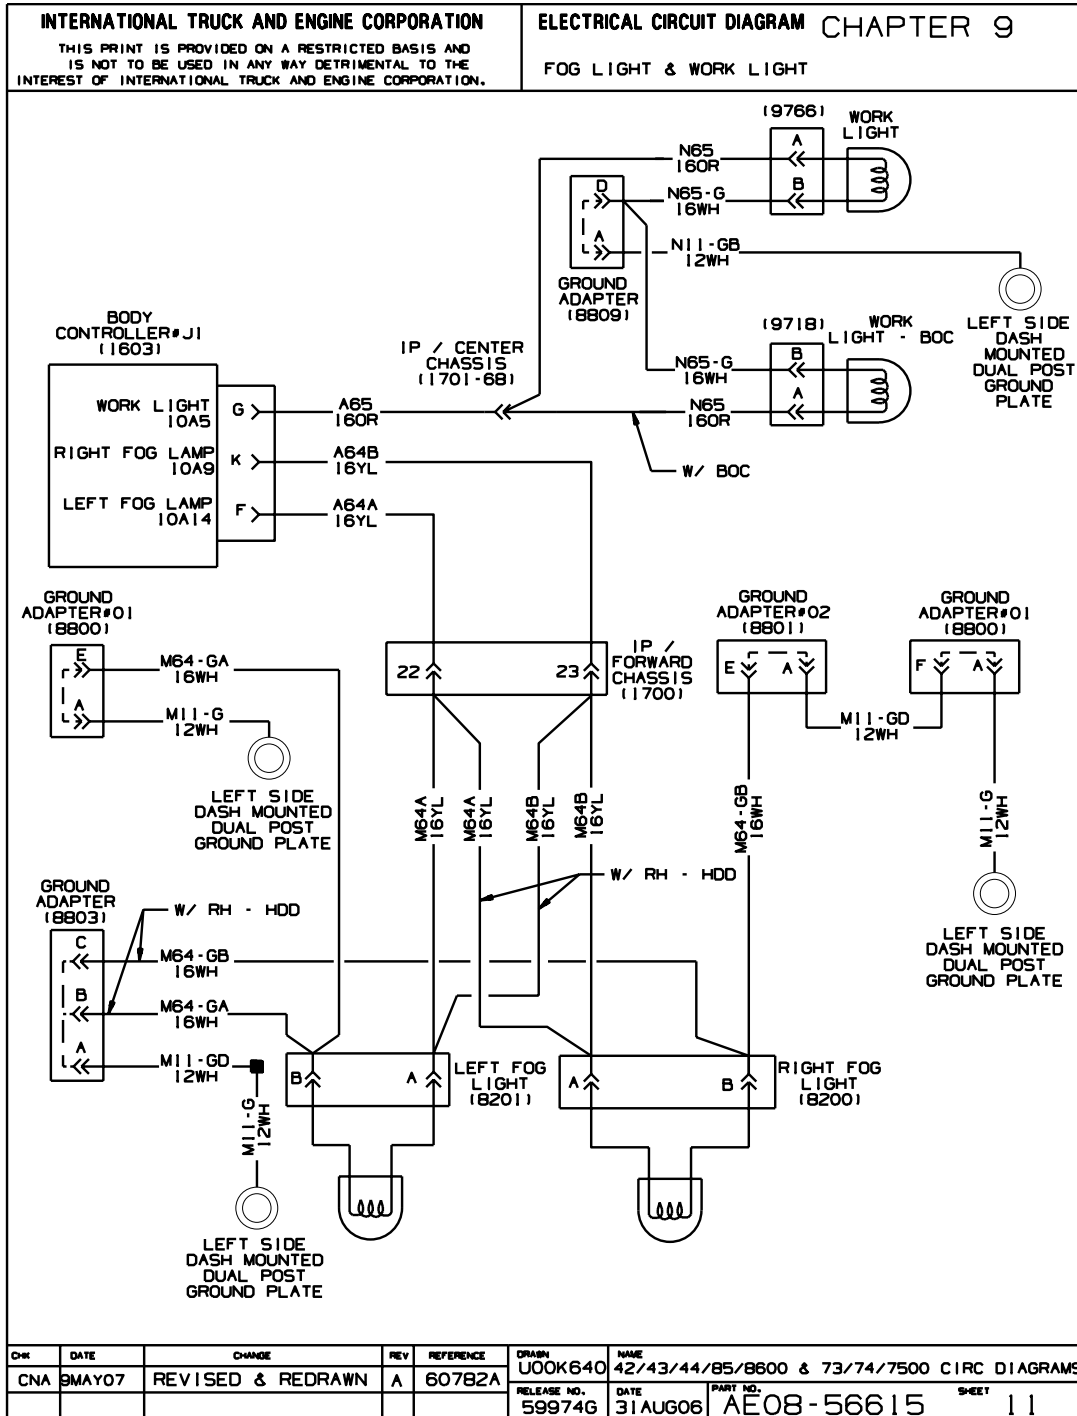 INTERNATIONAL TRUCK AND ENGINE CORPORATION
THIS PRINT IS PROVIDED ON A RESTRICTED BASIS AND
IS NOT TO BE USED IN ANY WAY DETRIMENTAL TO THE
INTEREST OF INTERNATIONAL TRUCK AND ENGINE CORPORATION.
ELECTRICAL CIRCUIT DIAGRAM CHAPTER 9
FOG LIGHT & WORK LIGHT
(9766)
WORK
LIGHT
A
B
N65
16OR
N65-G
16WH
D
A
N11-GB
12WH
GROUND
ADAPTER
(8809)
LEFT SIDE
DASH
MOUNTED
DUAL POST
GROUND
PLATE
(9718)
WORK
LIGHT - BOC
B
A
N65-G
16WH
N65
16OR
W/ BOC
BODY
CONTROLLER#J1
(1603)
IP / CENTER
CHASSIS
(1701-68)
WORK LIGHT
10A5
G
A65
16OR
RIGHT FOG LAMP
10A9
K
A64B
16YL
LEFT FOG LAMP
10A14
F
A64A
16YL
GROUND
ADAPTER#01
(8800)
E
A
M64-GA
16WH
M11-G
12WH
LEFT SIDE
DASH MOUNTED
DUAL POST
GROUND PLATE
22
23
IP /
FORWARD
CHASSIS
(1700)
GROUND
ADAPTER#02
(8801)
E
A
GROUND
ADAPTER#01
(8800)
F
A
M11-GD
12WH
M64A
16YL
M64A
16YL
M64B
16YL
M64B
16YL
M64-GB
16WH
M11-G
12WH
W/ RH - HDD
LEFT SIDE
DASH MOUNTED
DUAL POST
GROUND PLATE
GROUND
ADAPTER
(8803)
W/ RH - HDD
C
B
A
M64-GB
16WH
M64-GA
16WH
M11-GD
12WH
M11-G
12WH
LEFT SIDE
DASH MOUNTED
DUAL POST
GROUND PLATE
B
A
LEFT FOG
LIGHT
(8201)
A
B
RIGHT FOG
LIGHT
(8200)
CHK DATE CHANGE REV REFERENCE
CNA 9MAY07 REVISED & REDRAWN A 60782A
DRAWN
U00K640
NAME
42/43/44/85/8600 & 73/74/7500 CIRC DIAGRAMS
RELEASE NO.
59974G
DATE
31AUG06
PART NO.
AE08-56615
SHEET
11